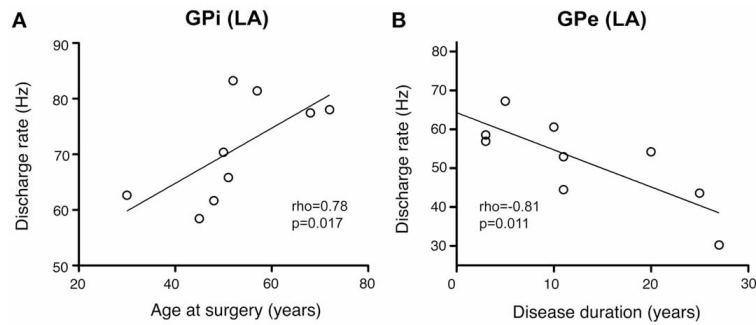 A
GPi (LA)
Discharge rate (Hz)
90
80
70
60
50
rho=0.78
p=0.017
20
40
60
80
Age at surgery (years)
B
GPe (LA)
Discharge rate (Hz)
80
70
60
50
40
30
rho=-0.81
p=0.011
0
10
20
30
Disease duration (years)